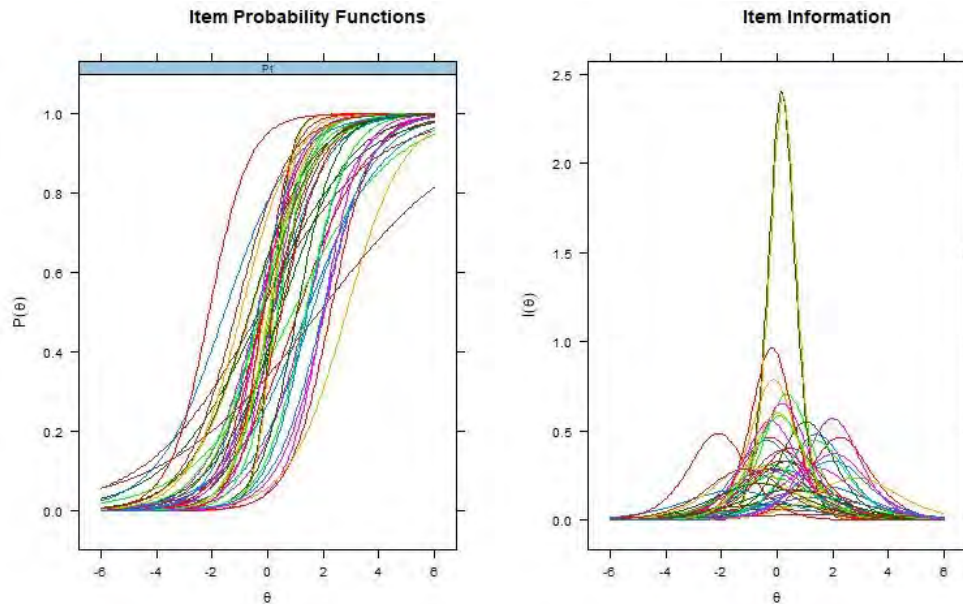 Item Probability Functions
P1
1.0
0.8
0.6
0.4
0.2
0.0
P(θ)
-6 -4 -2 0 2 4 6
θ
Item Information
2.5
2.0
1.5
1.0
0.5
0.0
I(θ)
-6 -4 -2 0 2 4 6
θ